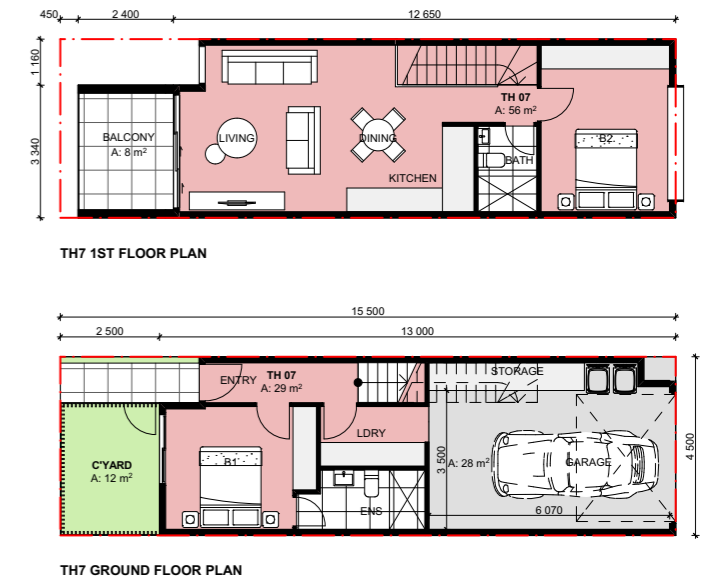 450 2 400 12 650
1 160
3 340
BALCONY
A: 8 m²
LIVING
DINING
KITCHEN
TH 07
A: 56 m²
BATH
B2
TH7 1ST FLOOR PLAN
15 500
2 500 13 000
ENTRY
TH 07
A: 29 m²
STORAGE
LDRY
C'YARD
A: 12 m²
B1
ENS
3 500
A: 28 m²
GARAGE
6 070
4 500
TH7 GROUND FLOOR PLAN